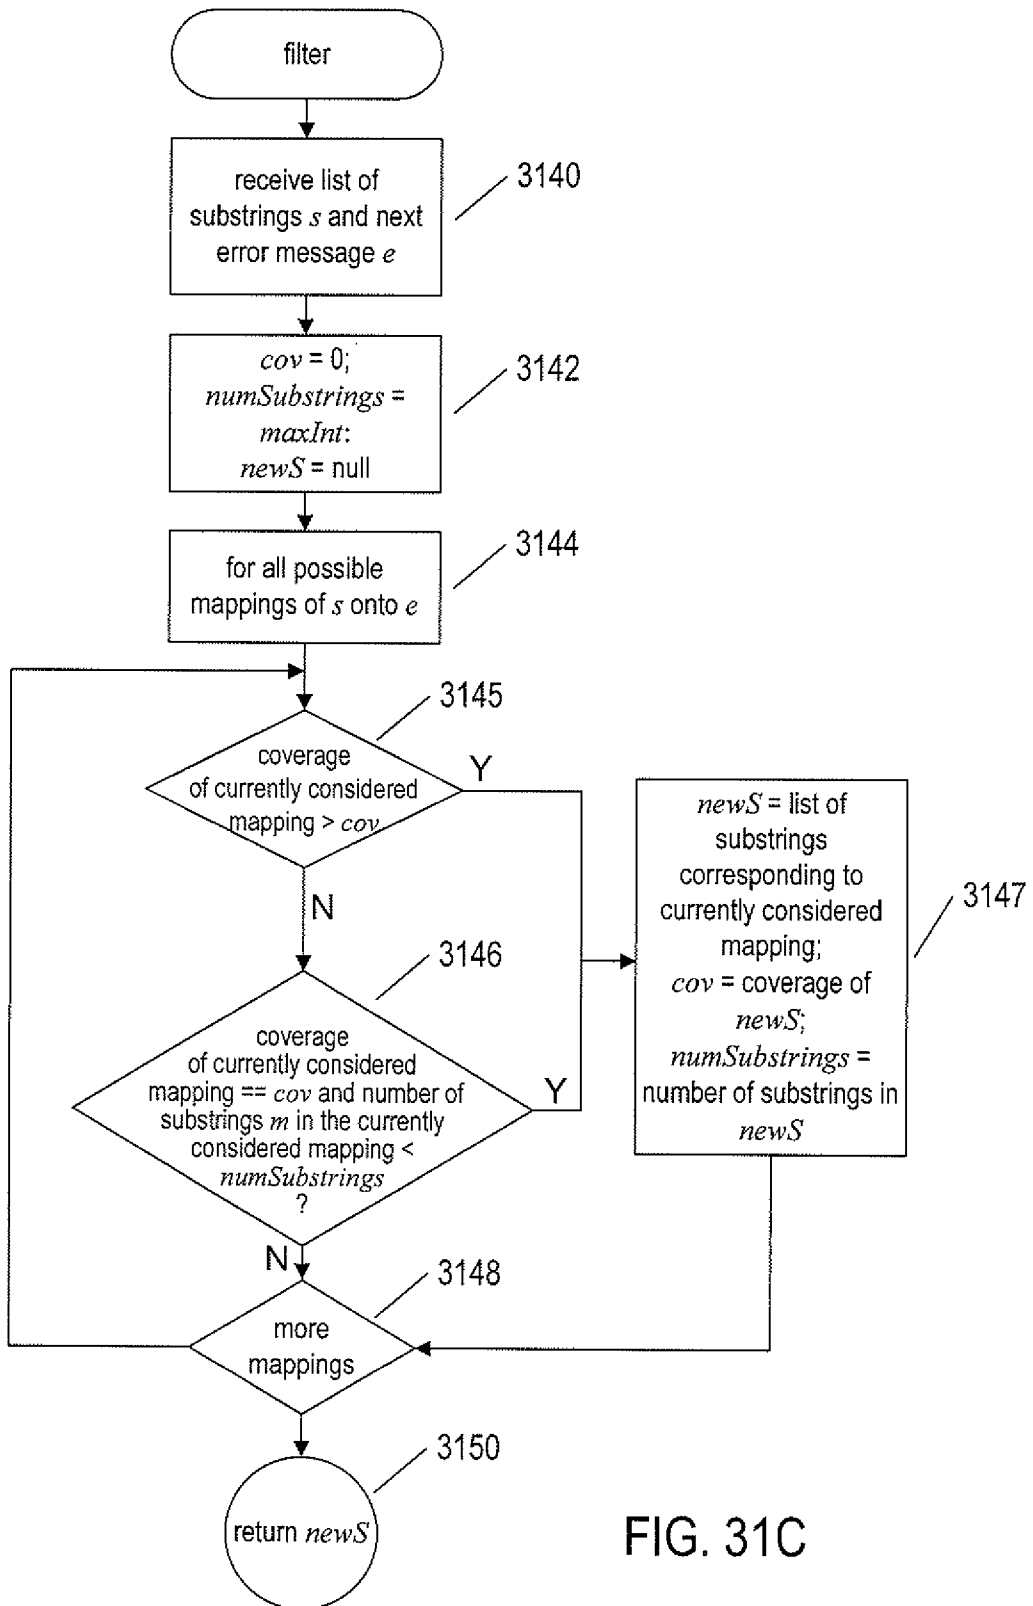 filter
receive list of
substrings s and next
error message e
3140
cov = 0;
numSubstrings =
maxInt:
newS = null
3142
for all possible
mappings of s onto e
3144
3145
coverage
of currently considered
mapping > cov
Y
N
newS = list of
substrings
corresponding to
currently considered
mapping;
cov = coverage of
newS;
numSubstrings =
number of substrings in
newS
3147
3146
coverage
of currently considered
mapping == cov and number of
substrings m in the currently
considered mapping <
numSubstrings
?
Y
N
3148
more
mappings
3150
return newS
FIG. 31C